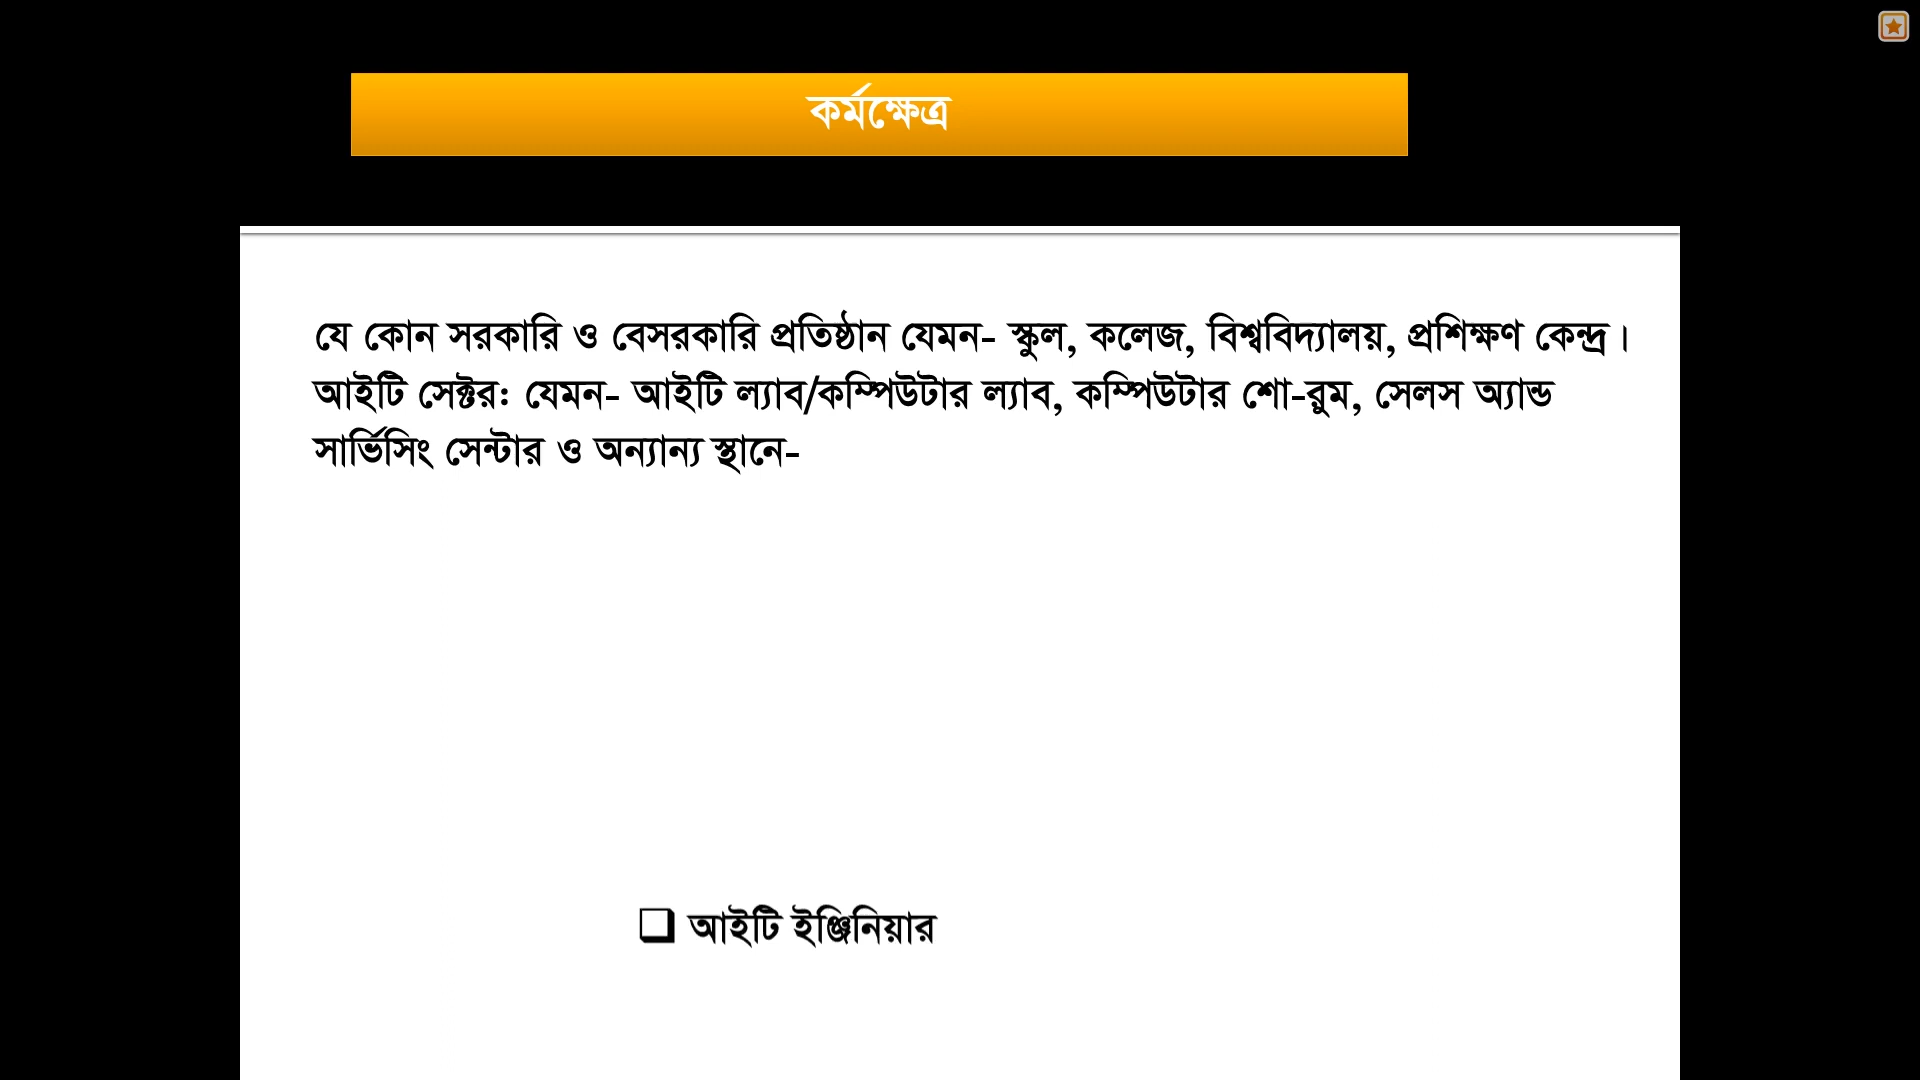 কর্মক্ষেত্র
যে কোন সরকারি ও বেসরকারি প্রতিষ্ঠান যেমন- স্কুল, কলেজ, বিশ্ববিদ্যালয়, প্রশিক্ষণ কেন্দ্র।
আইটি সেক্টর: যেমন- আইটি ল্যাব/কম্পিউটার ল্যাব, কম্পিউটার শো-রুম, সেলস অ্যান্ড
সার্ভিসিং সেন্টার ও অন্যান্য স্থানে-
❑ আইটি ইঞ্জিনিয়ার